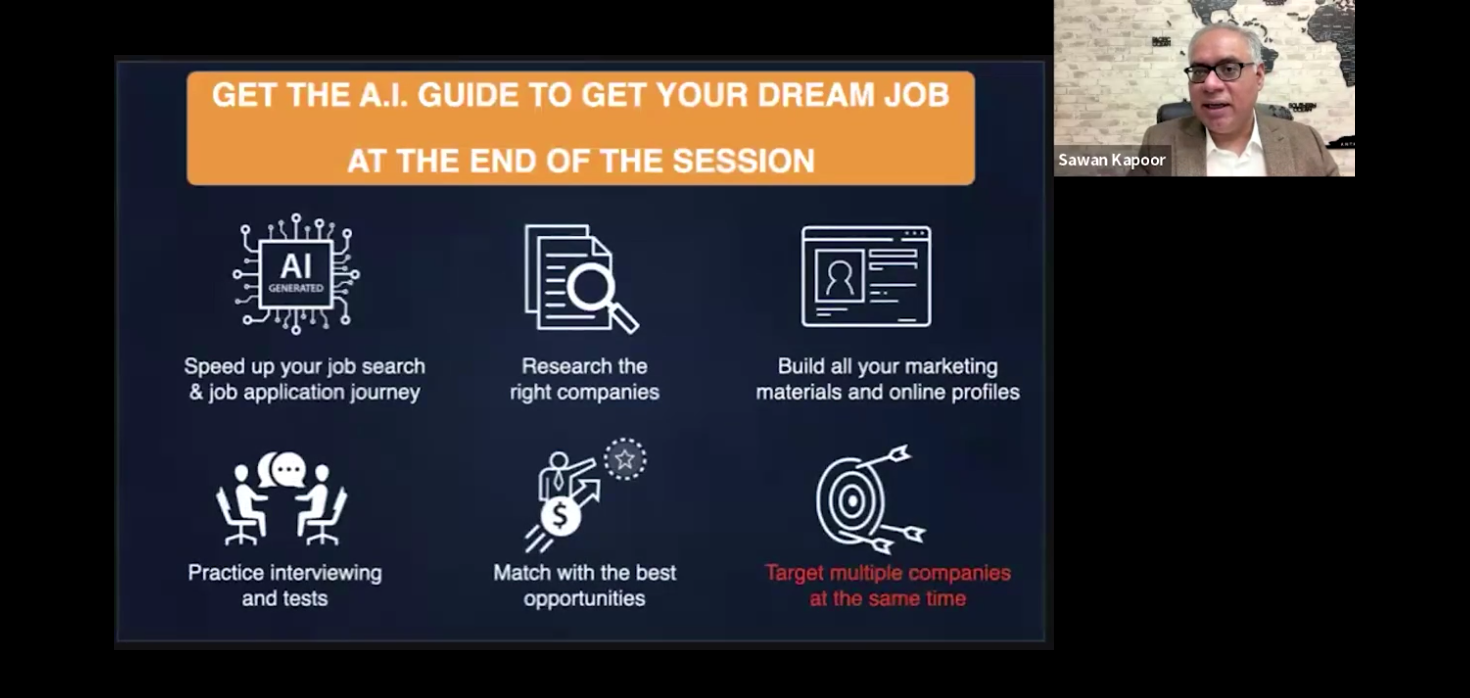 GET THE A.I. GUIDE TO GET YOUR DREAM JOB
AT THE END OF THE SESSION
AI
GENERATED
Speed up your job search
& job application journey
Research the
right companies
Build all your marketing
materials and online profiles
$
Practice interviewing
and tests
Match with the best
opportunities
Target multiple companies
at the same time
Sawan Kapoor